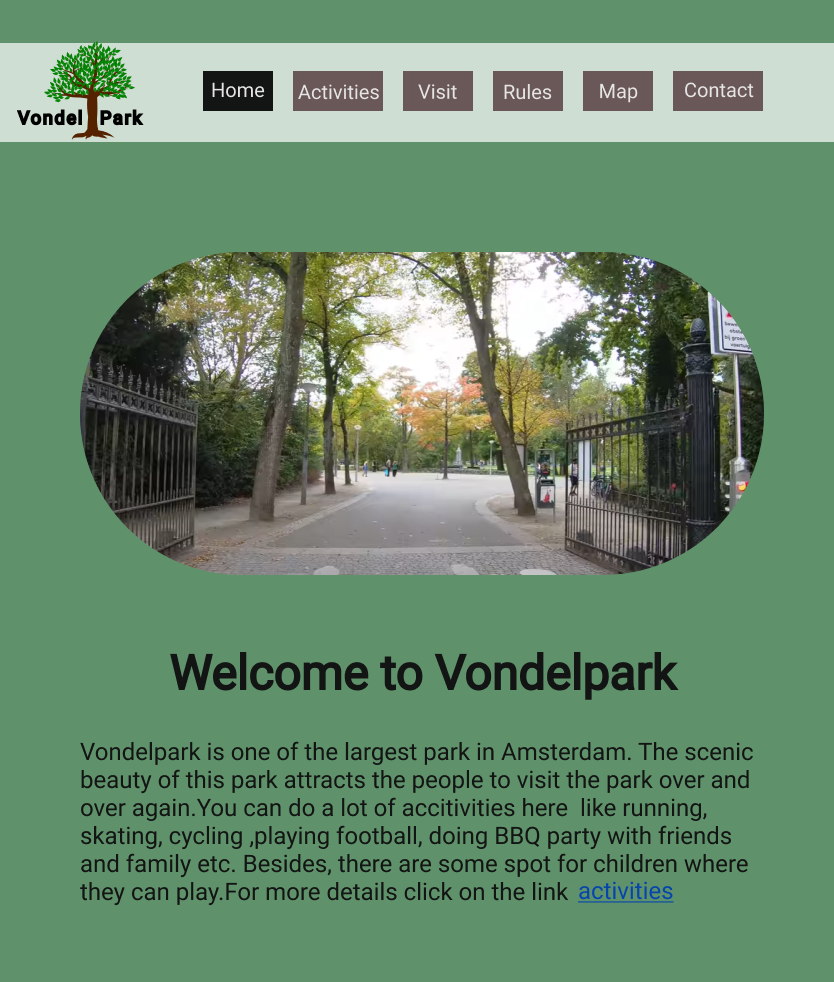 Vondel Park
Home
Activities
Visit
Rules
Map
Contact
Welcome to Vondelpark
Vondelpark is one of the largest park in Amsterdam. The scenic
beauty of this park attracts the people to visit the park over and
over again.You can do a lot of accitivities here  like running,
skating, cycling ,playing football, doing BBQ party with friends
and family etc. Besides, there are some spot for children where
they can play.For more details click on the link activities